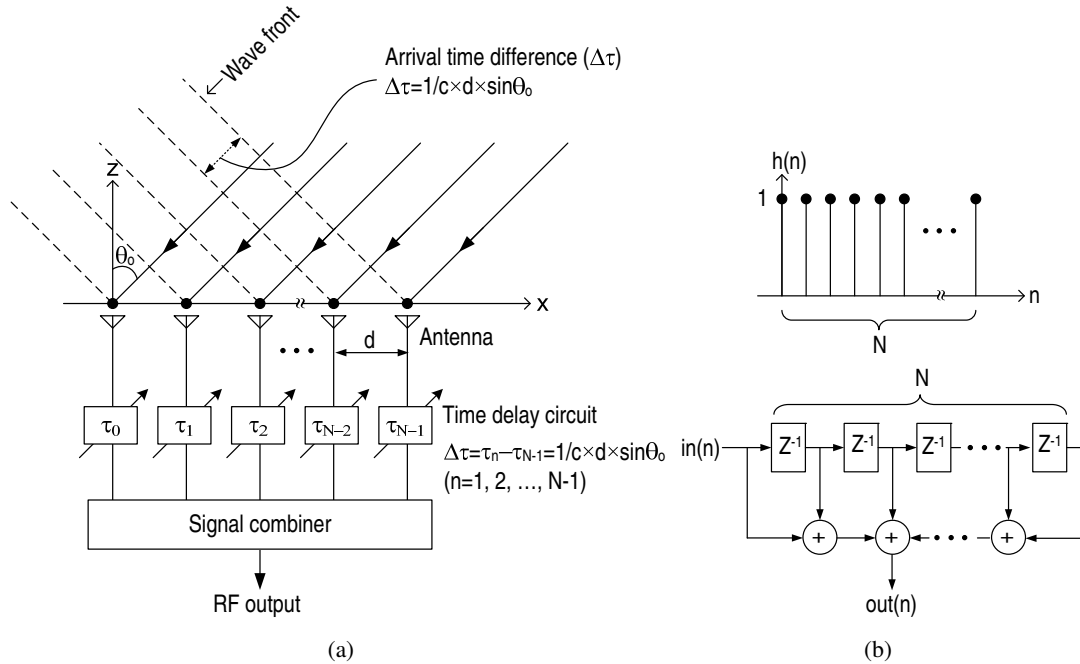 Wave front
Arrival time difference (Δτ)
Δτ=1/c×d×sinθo
z
θo
x
Antenna
d
τ0
τ1
τ2
τN−2
τN−1
Time delay circuit
Δτ=τn−τN-1=1/c×d×sinθo
(n=1, 2, ..., N-1)
Signal combiner
RF output
(a)
h(n)
1
n
N
N
in(n)
Z-1
Z-1
Z-1
Z-1
+
+
+
out(n)
(b)